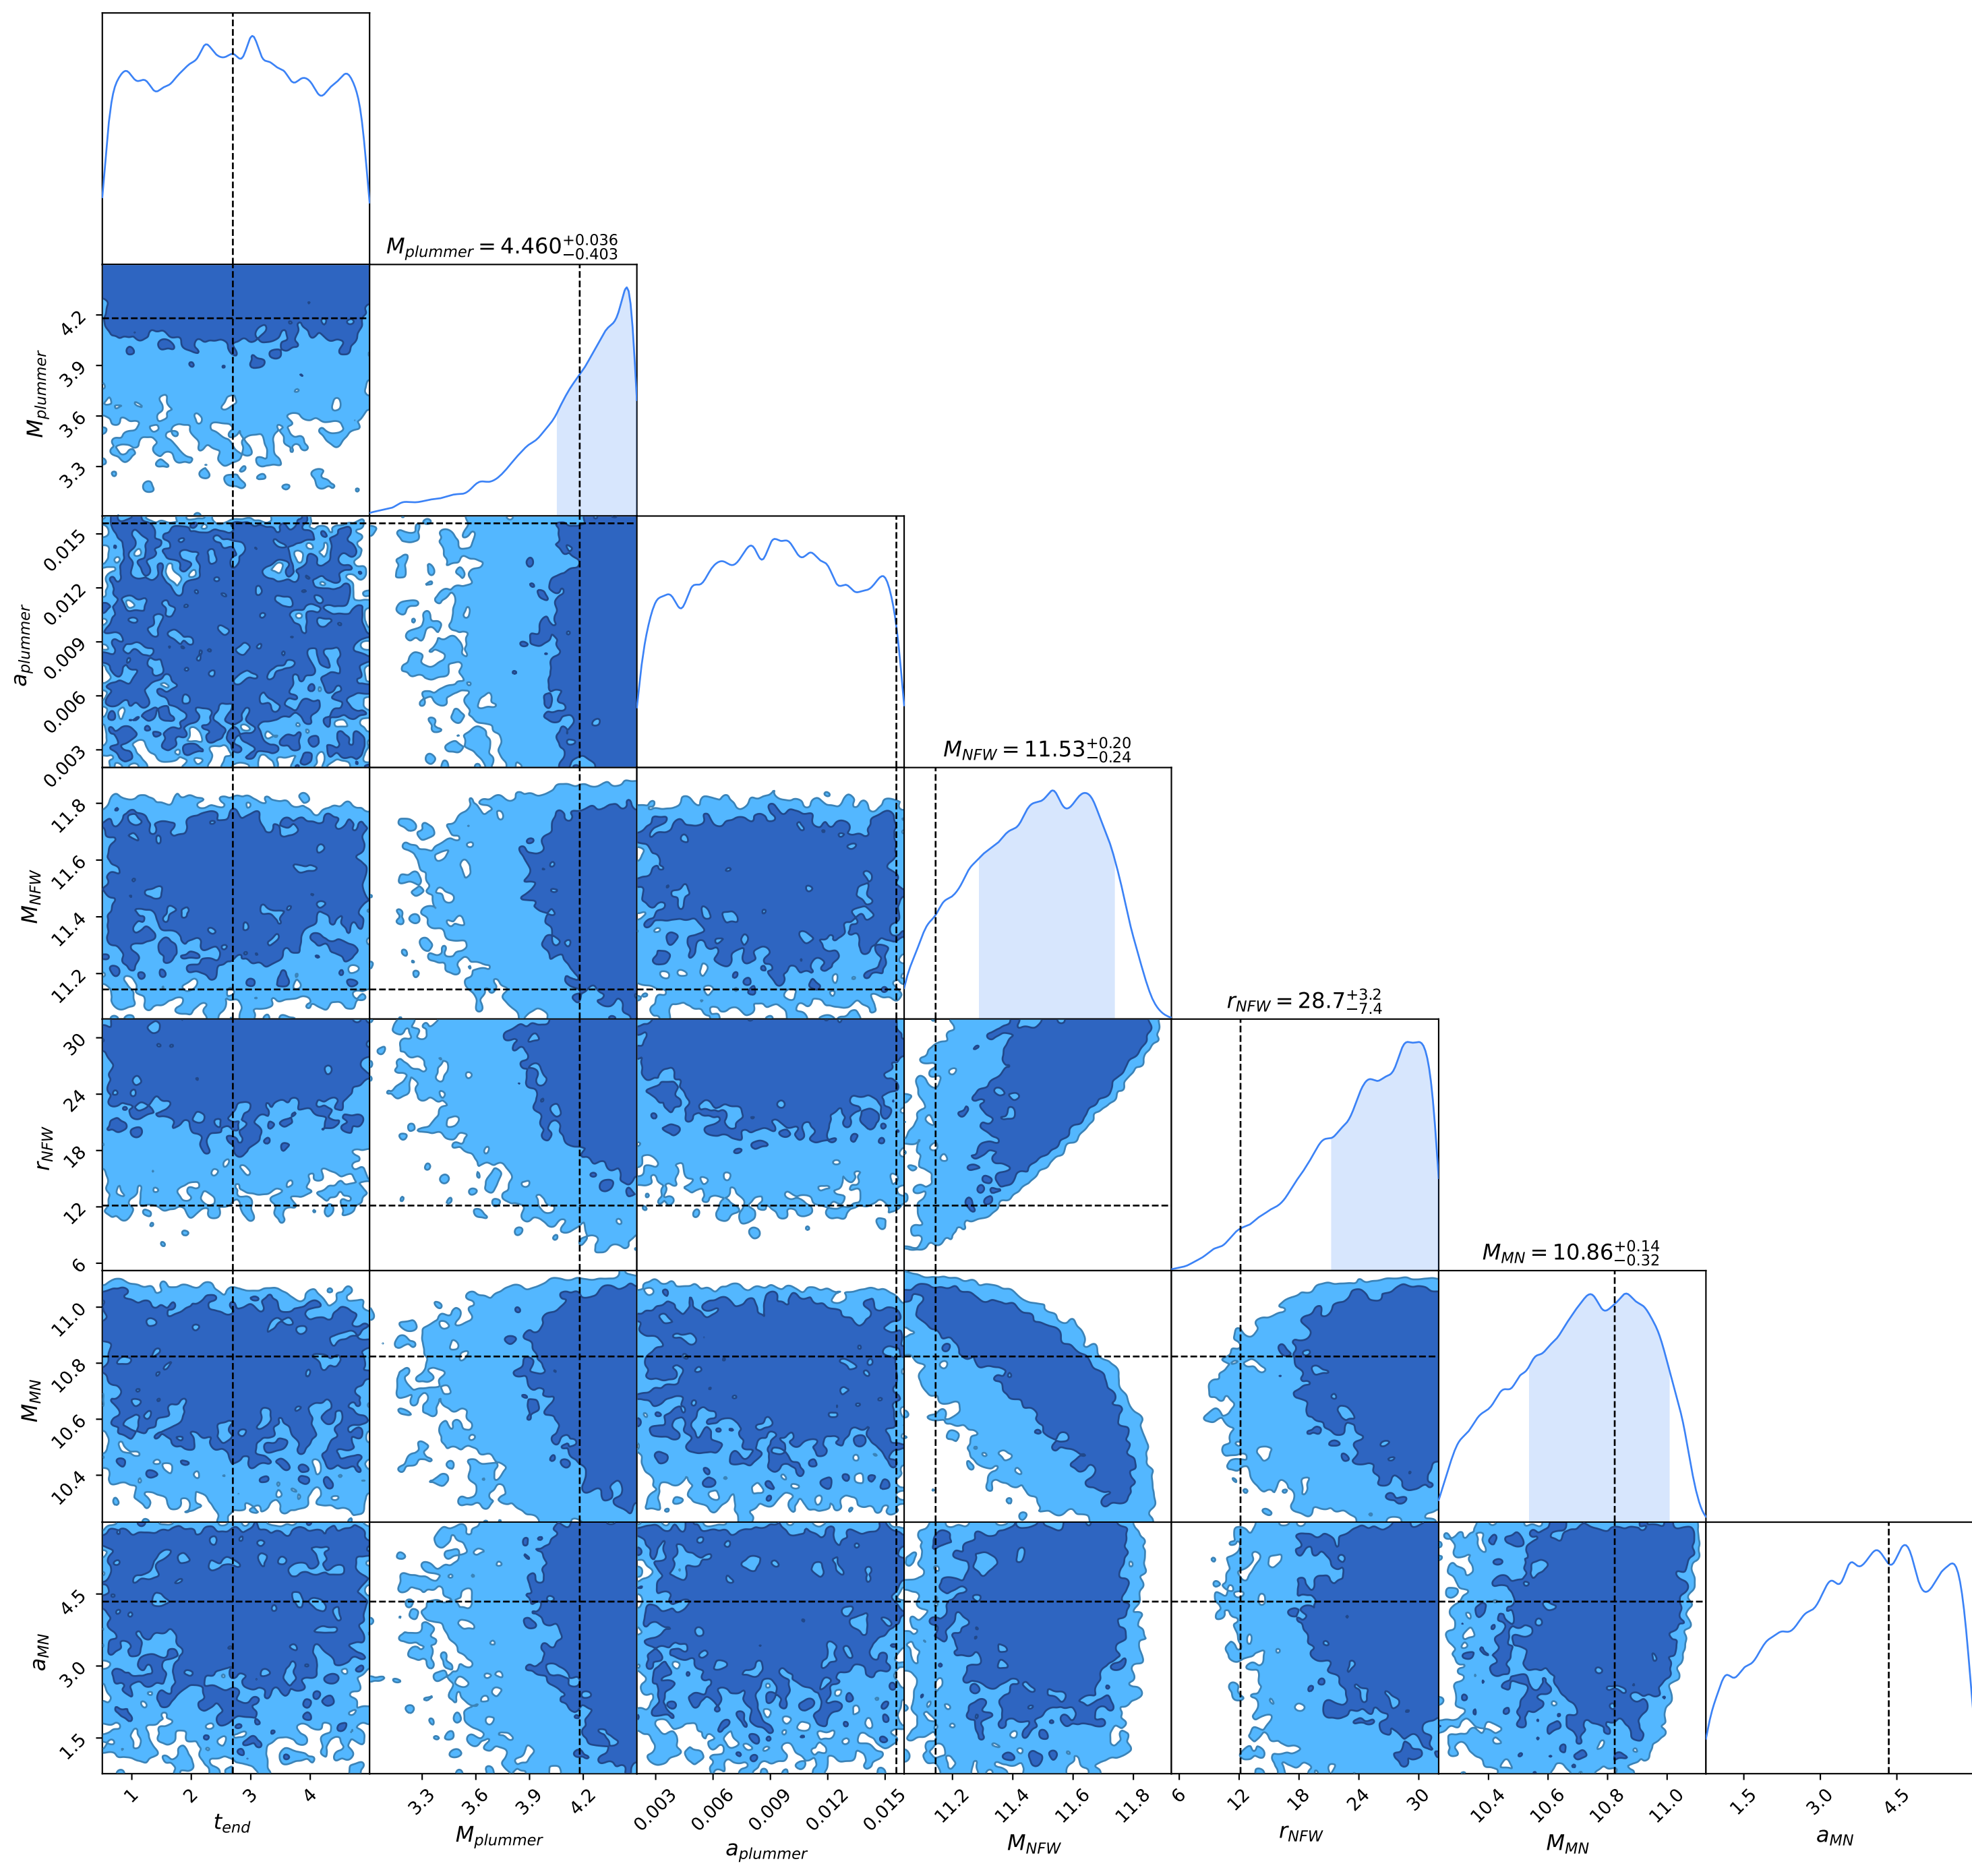 M_plummer = 4.460^{+0.036}_{-0.403}
4.2
3.9
3.6
3.3
M_plummer
0.015
0.012
0.009
0.006
0.003
a_plummer
M_NFW = 11.53^{+0.20}_{-0.24}
11.8
11.6
11.4
11.2
M_NFW
r_NFW = 28.7^{+3.2}_{-7.4}
30
24
18
12
6
r_NFW
M_MN = 10.86^{+0.14}_{-0.32}
11.0
10.8
10.6
10.4
M_MN
4.5
3.0
1.5
a_MN
1 2 3 4
3.3 3.6 3.9 4.2
0.003 0.006 0.009 0.012 0.015
11.2 11.4 11.6 11.8
6 12 18 24 30
10.4 10.6 10.8 11.0
1.5 3.0 4.5
t_end
M_plummer
a_plummer
M_NFW
r_NFW
M_MN
a_MN